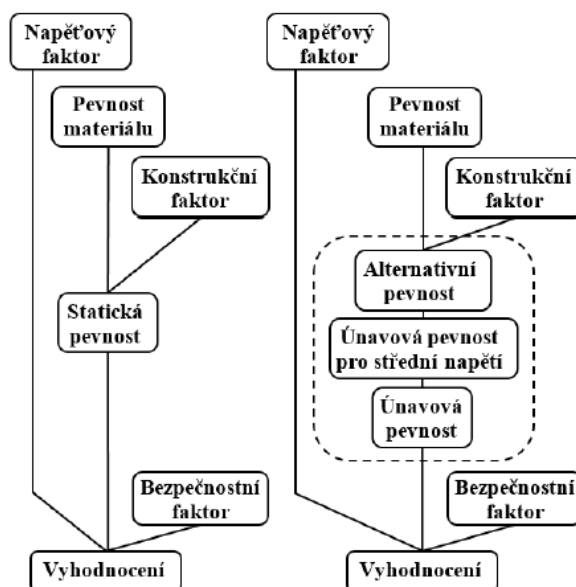 Napěťový
faktor
Pevnost
materiálu
Konstrukční
faktor
Statická
pevnost
Bezpečnostní
faktor
Vyhodnocení
Napěťový
faktor
Pevnost
materiálu
Konstrukční
faktor
Alternativní
pevnost
Únavová pevnost
pro střední napětí
Únavová
pevnost
Bezpečnostní
faktor
Vyhodnocení